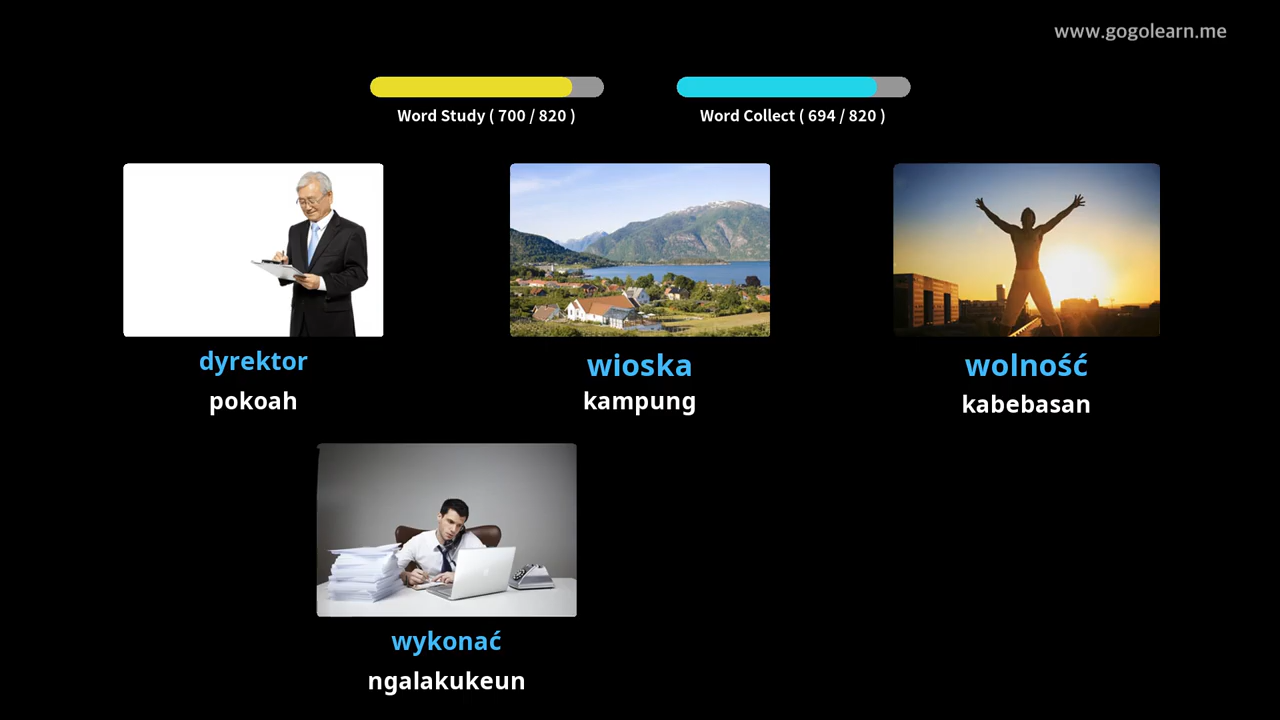 www.gogolearn.me
Word Study ( 700 / 820 )
Word Collect ( 694 / 820 )
dyrektor
pokoah
wioska
kampung
wolność
kabebasan
wykonać
ngalakukeun